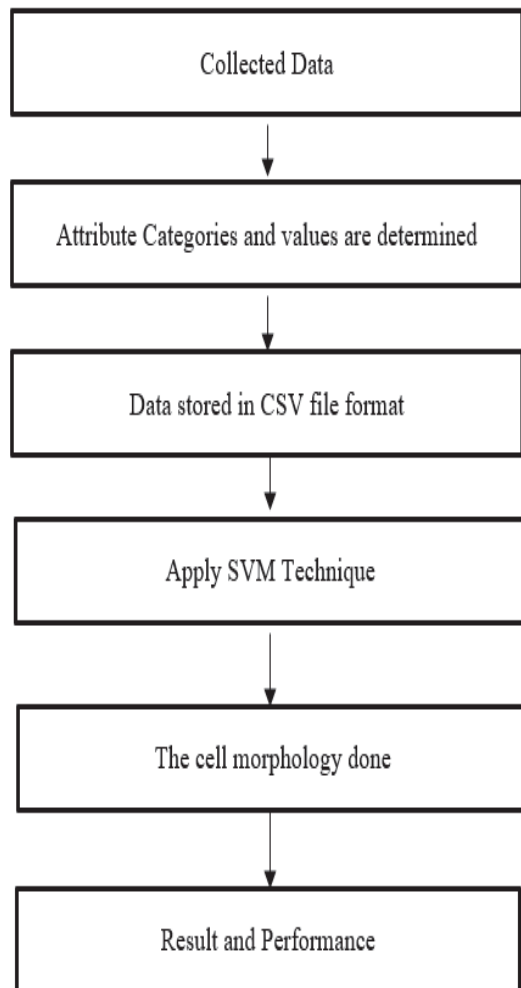 Collected Data
Attribute Categories and values are determined
Data stored in CSV file format
Apply SVM Technique
The cell morphology done
Result and Performance